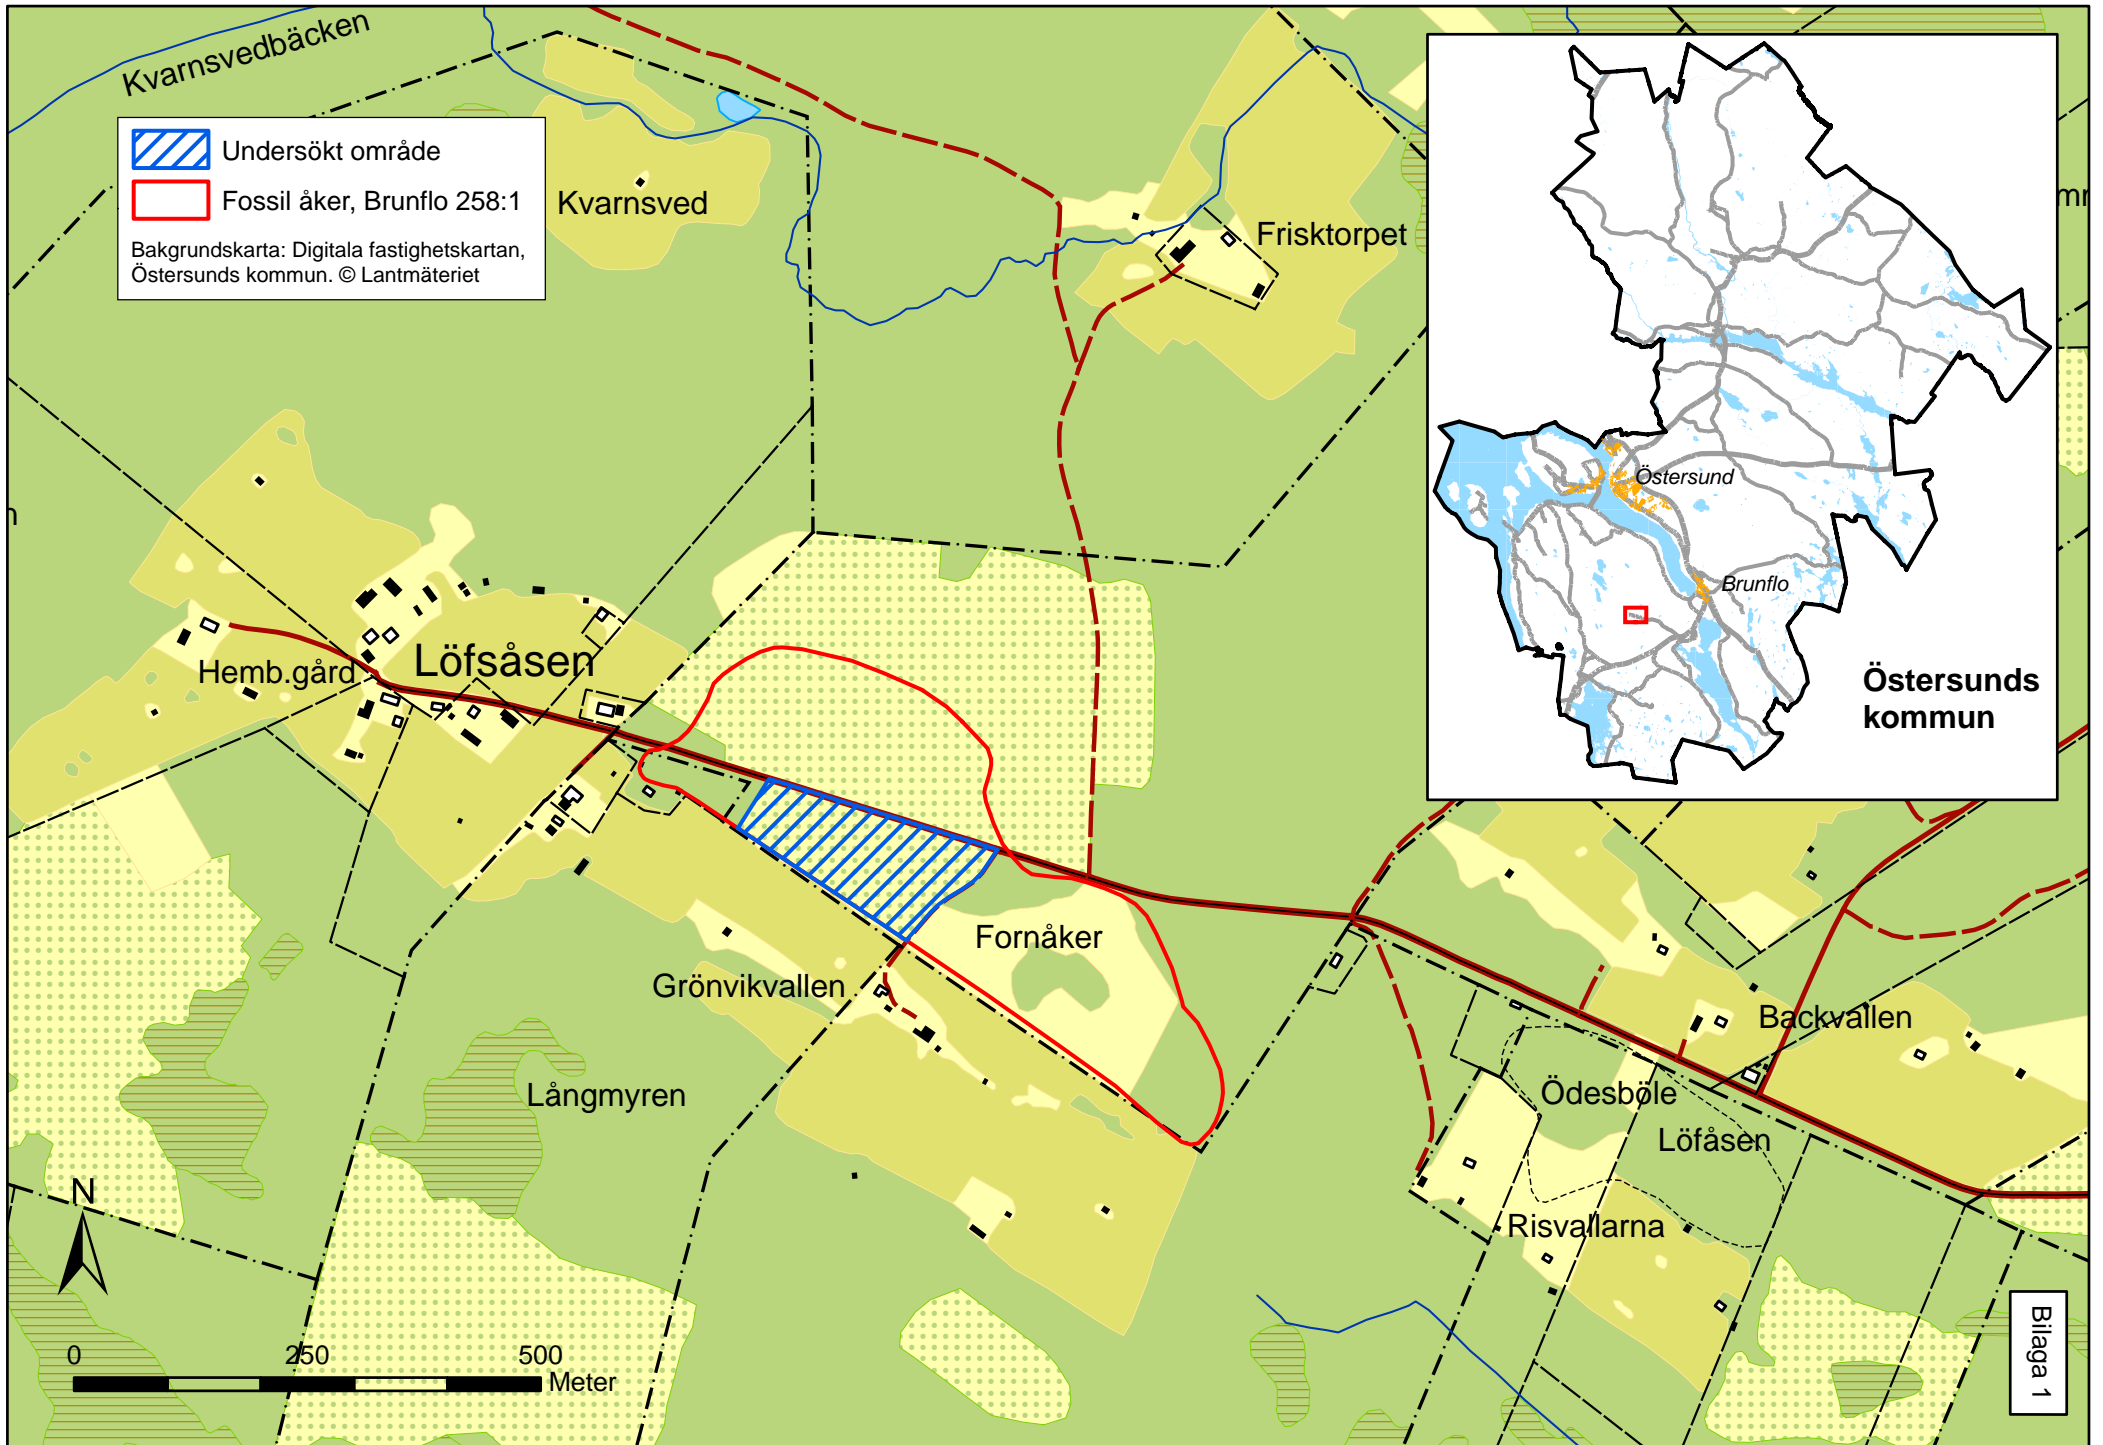 Kvarnsvedbäcken
Undersökt område
Fossil åker, Brunflo 258:1
Bakgrundskarta: Digitala fastighetskartan,
Östersunds kommun. © Lantmäteriet
Kvarnsved
Frisktorpet
Östersund
Brunflo
Östersunds
kommun
Löfsåsen
Hemb.gård
Fornåker
Grönvikvallen
Långmyren
Backvallen
Ödesböle
Löfåsen
Risvallarna
N
0 250 500
Meter
Bilaga 1